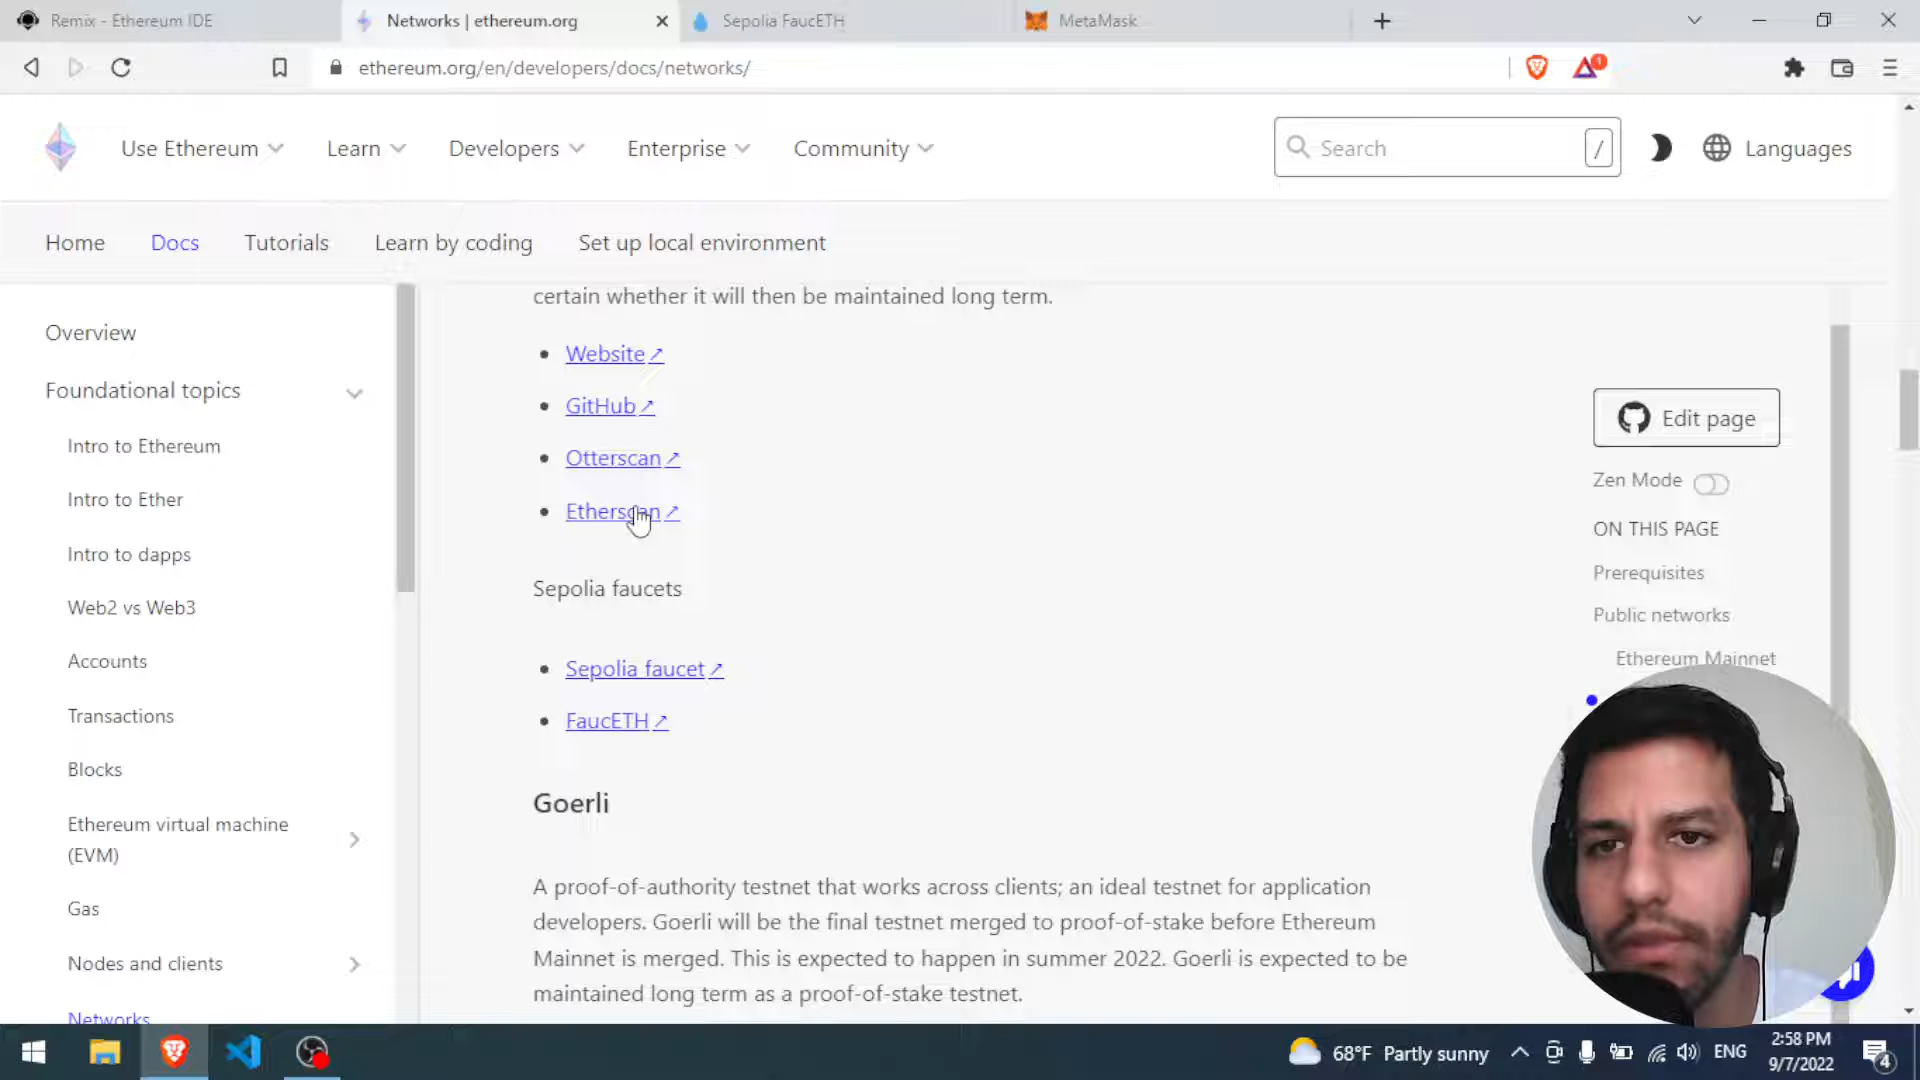 Remix - Ethereum IDE
Networks | ethereum.org
Sepolia FaucETH
MetaMask
ethereum.org/en/developers/docs/networks/
1
Use Ethereum
Learn
Developers
Enterprise
Community
Search
/
Languages
Home
Docs
Tutorials
Learn by coding
Set up local environment
Overview
Foundational topics
Intro to Ethereum
Intro to Ether
Intro to dapps
Web2 vs Web3
Accounts
Transactions
Blocks
Ethereum virtual machine
(EVM)
Gas
Nodes and clients
Networks
certain whether it will then be maintained long term.
Website
GitHub
Otterscan
Etherscan
Sepolia faucets
Sepolia faucet
FaucETH
Goerli
A proof-of-authority testnet that works across clients; an ideal testnet for application
developers. Goerli will be the final testnet merged to proof-of-stake before Ethereum
Mainnet is merged. This is expected to happen in summer 2022. Goerli is expected to be
maintained long term as a proof-of-stake testnet.
Edit page
Zen Mode
ON THIS PAGE
Prerequisites
Public networks
Ethereum Mainnet
68°F Partly sunny
ENG
2:58 PM
9/7/2022
4